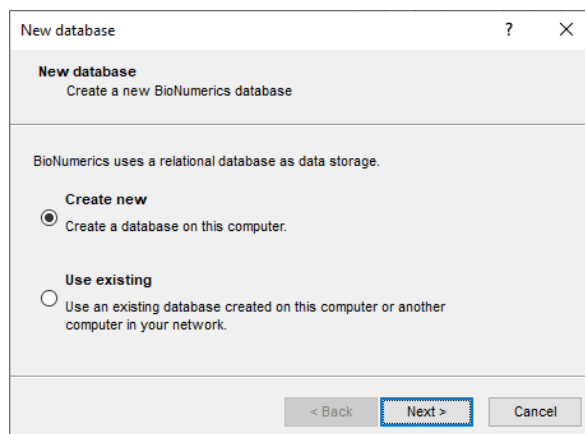 New database
?
New database
Create a new BioNumerics database
BioNumerics uses a relational database as data storage.
Create new
Create a database on this computer.
Use existing
Use an existing database created on this computer or another
computer in your network.
< Back
Next >
Cancel